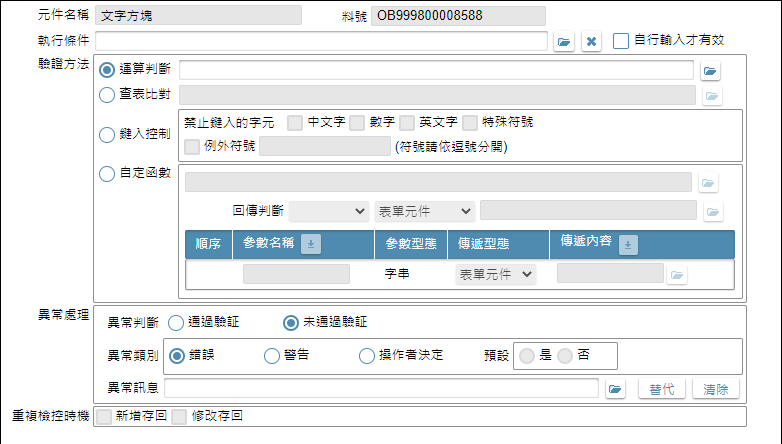 元件名稱 文字方塊 料號 OB999800008588
執行條件 自行輸入才有效
驗證方法 運算判斷
查表比對
鍵入控制 禁止鍵入的字元 中文字 數字 英文字 特殊符號
例外符號 (符號請依逗號分開)
自定函數
回傳判斷 表單元件
順序 參數名稱 參數型態 傳遞型態 傳遞內容
字串 表單元件
異常處理 異常判斷 通過驗証 未通過驗証
異常類別 錯誤 警告 操作者決定 預設 是 否
異常訊息 替代 清除
重複檢控時機 新增存回 修改存回